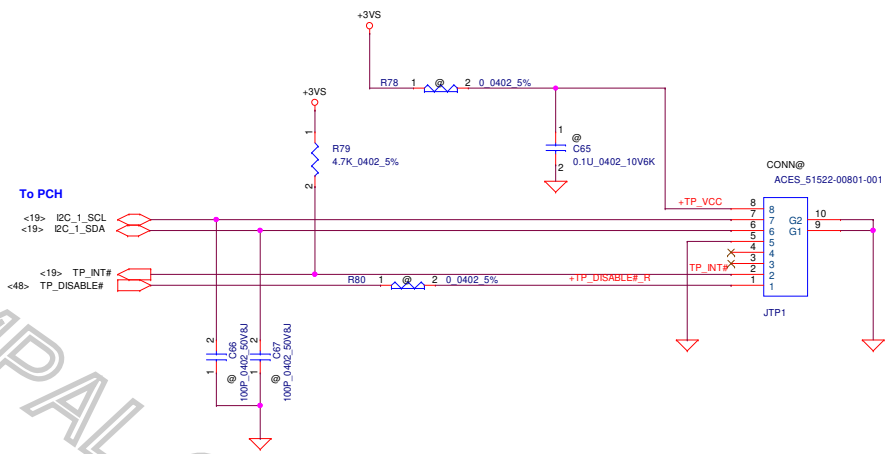 +3VS
R78 1 @ 2 0_0402_5%
+3VS
1
R79
4.7K_0402_5%
2
1
@
C65
0.1U_0402_10V6K
2
CONN@
ACES_51522-00801-001
To PCH
+TP_VCC 8 8
<19> I2C_1_SCL 7 7 G2 10
<19> I2C_1_SDA 6 6 G1 9
5 5
4 4
3 3
<19> TP_INT# TP_INT# 2 2
<48> TP_DISABLE# R80 1 @ 2 0_0402_5% +TP_DISABLE#_R 1 1
JTP1
2
1
C66
100P_0402_50V8J
@
2
1
C67
100P_0402_50V8J
@
MPAL